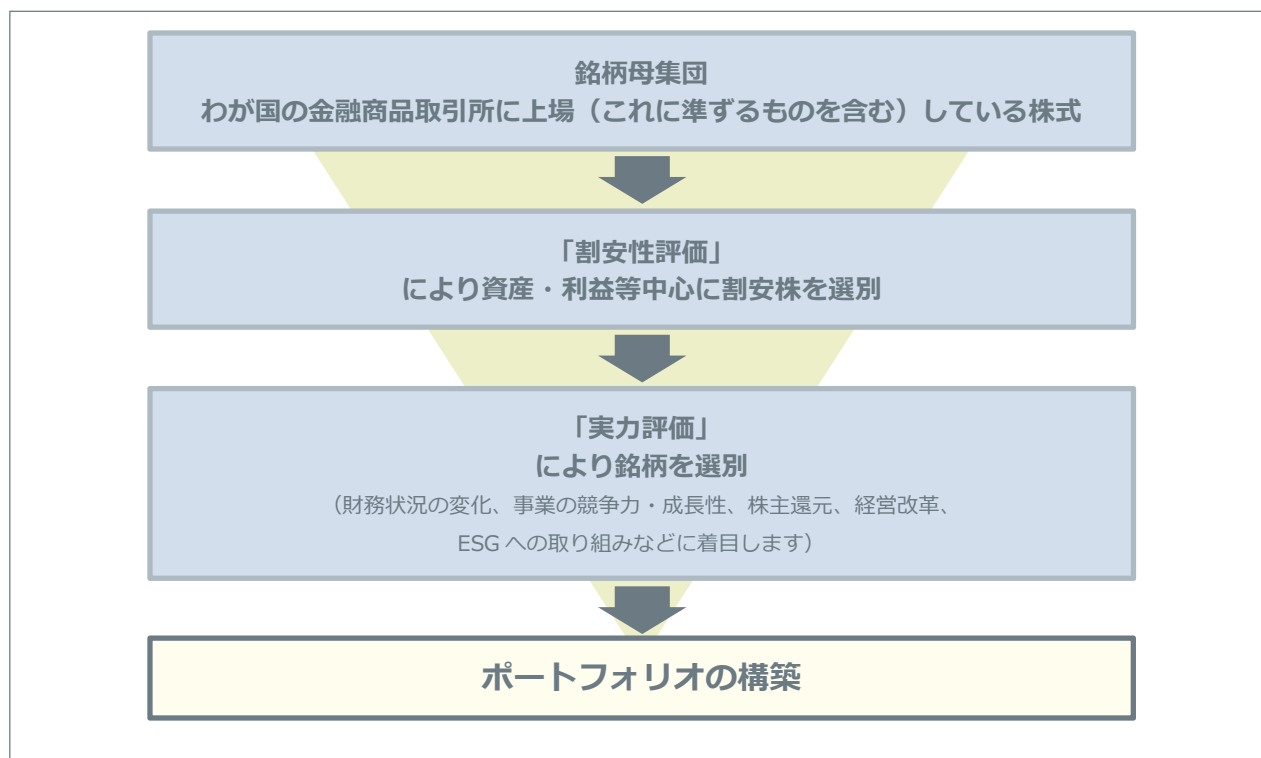 銘柄母集団
わが国の金融商品取引所に上場（これに準ずるものを含む）している株式
「割安性評価」
により資産・利益等中心に割安株を選別
「実力評価」
により銘柄を選別
（財務状況の変化、事業の競争力・成長性、株主還元、経営改革、
ESG への取り組みなどに着目します）
ポートフォリオの構築